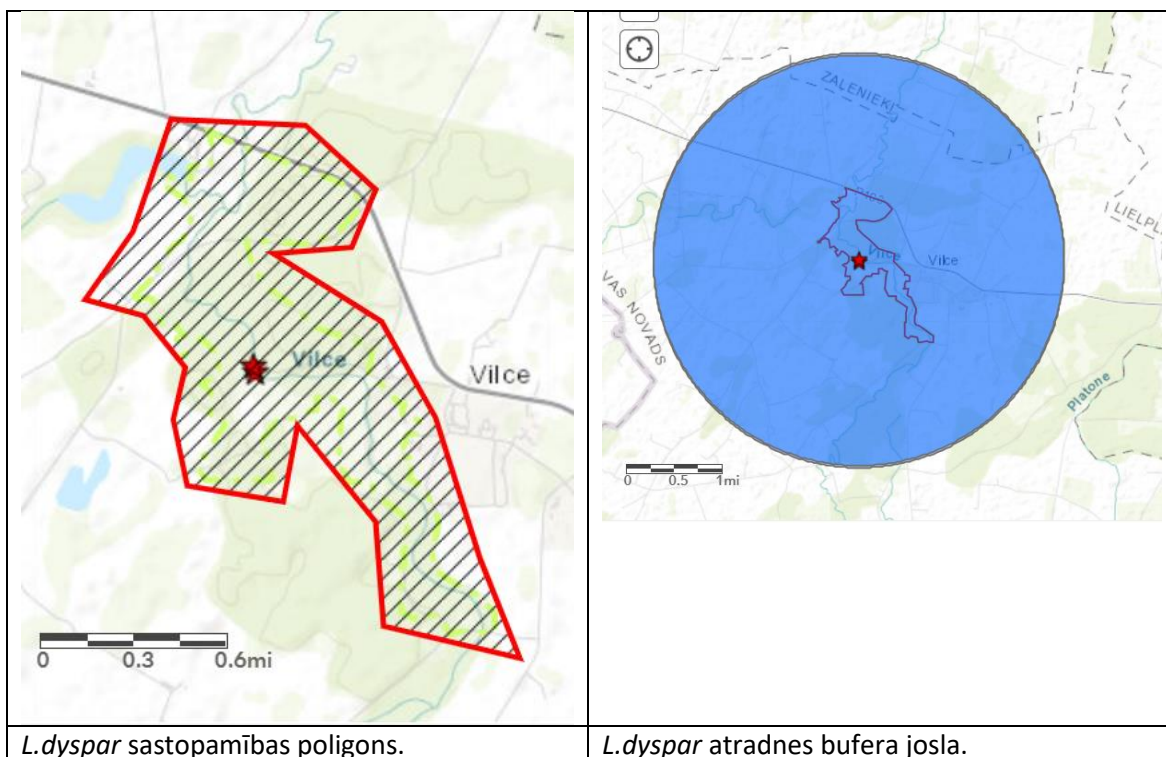 Vilce
Vilce
0 0.3 0.6mi
L.dyspar sastopamības poligons.
ZALENIEKI
LIELPL
Vilce
Vilce
VAS NOVADS
Platone
0 0.5 1mi
L.dyspar atradnes bufera josla.